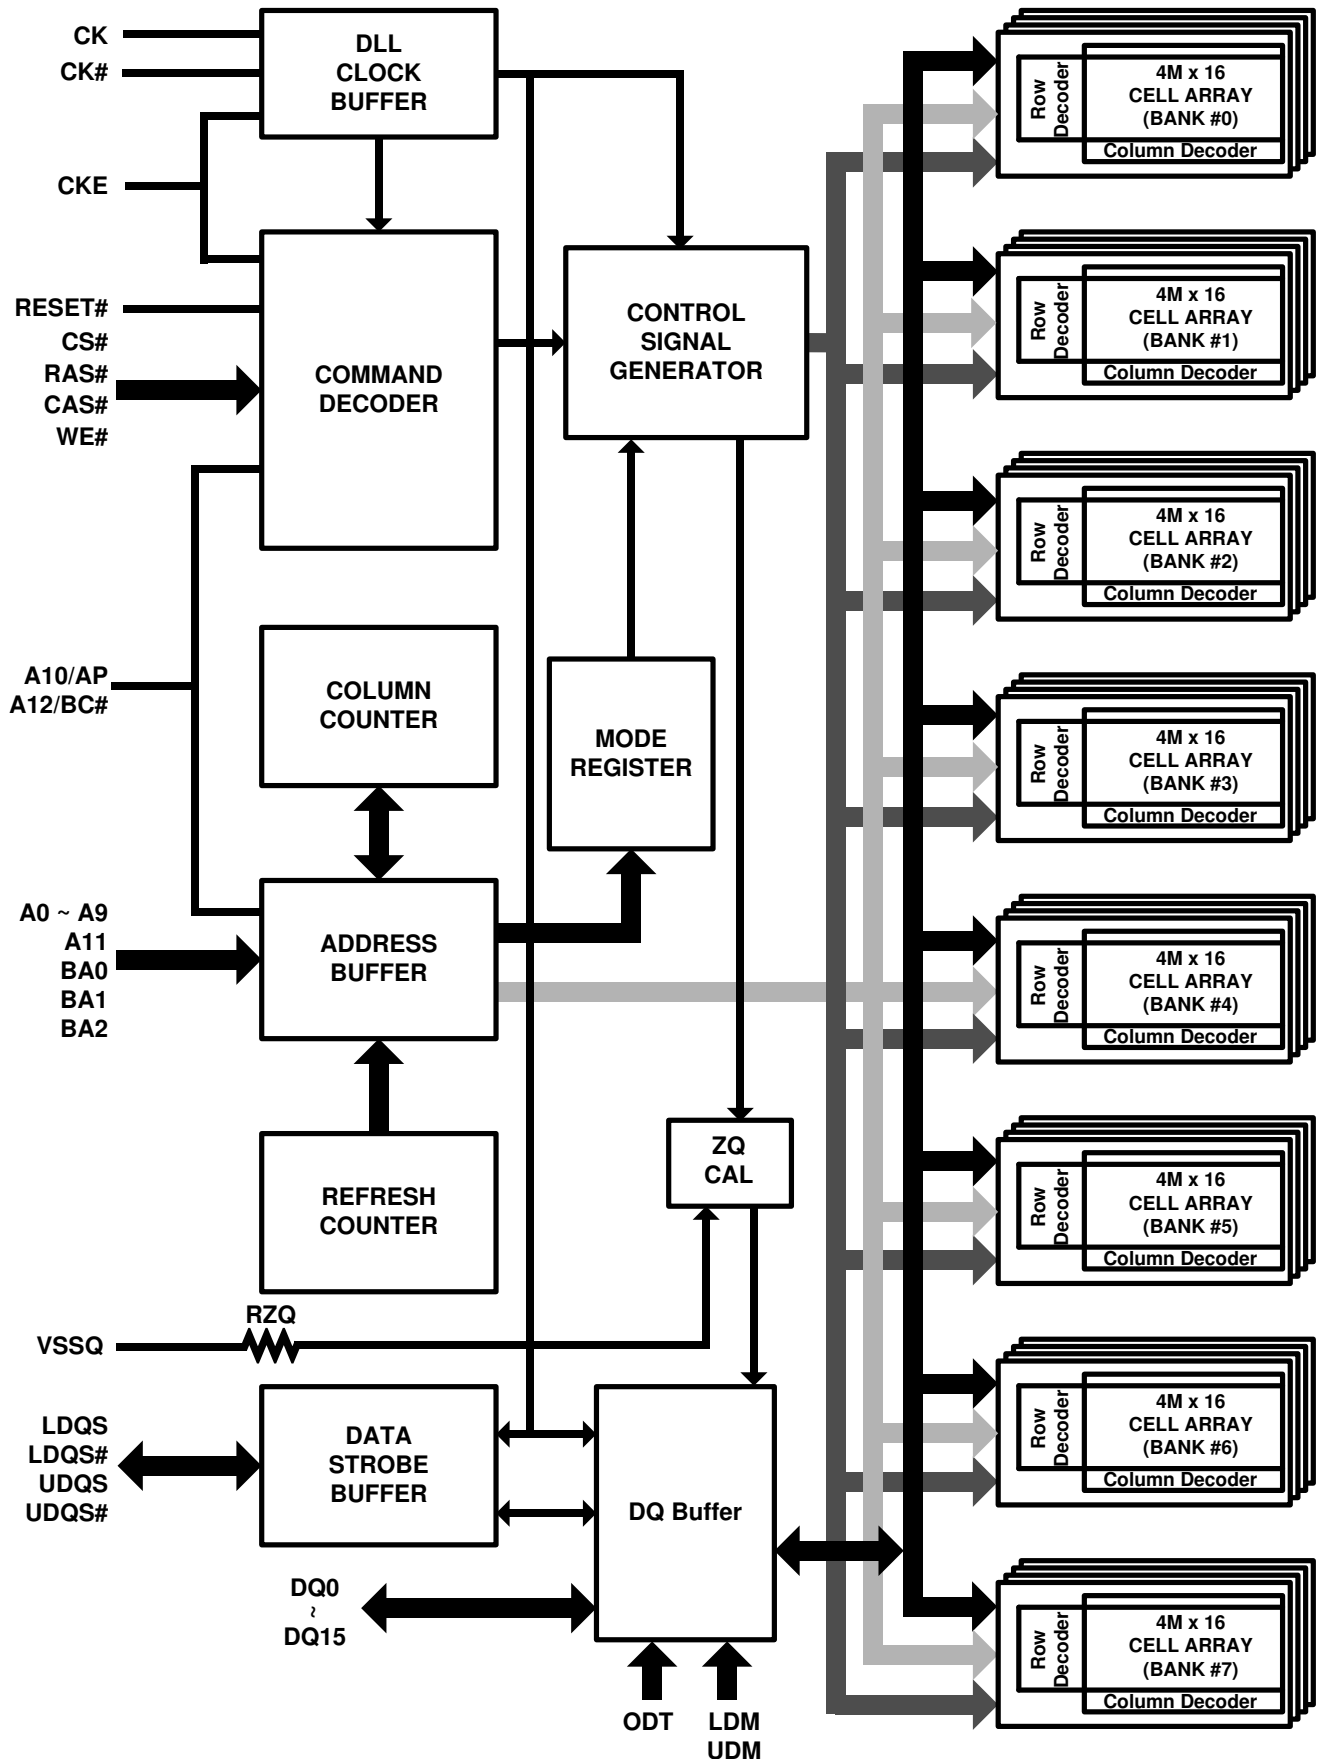 CK
CK#
CKE
RESET#
CS#
RAS#
CAS#
WE#
A10/AP
A12/BC#
A0 ~ A9
A11
BA0
BA1
BA2
VSSQ
RZQ
LDQS
LDQS#
UDQS
UDQS#
DQ0
~
DQ15
DLL
CLOCK
BUFFER
COMMAND
DECODER
COLUMN
COUNTER
ADDRESS
BUFFER
REFRESH
COUNTER
DATA
STROBE
BUFFER
CONTROL
SIGNAL
GENERATOR
MODE
REGISTER
ZQ
CAL
DQ Buffer
ODT
LDM
UDM
Row
Decoder
4M x 16
CELL ARRAY
(BANK #0)
Column Decoder
Row
Decoder
4M x 16
CELL ARRAY
(BANK #1)
Column Decoder
Row
Decoder
4M x 16
CELL ARRAY
(BANK #2)
Column Decoder
Row
Decoder
4M x 16
CELL ARRAY
(BANK #3)
Column Decoder
Row
Decoder
4M x 16
CELL ARRAY
(BANK #4)
Column Decoder
Row
Decoder
4M x 16
CELL ARRAY
(BANK #5)
Column Decoder
Row
Decoder
4M x 16
CELL ARRAY
(BANK #6)
Column Decoder
Row
Decoder
4M x 16
CELL ARRAY
(BANK #7)
Column Decoder